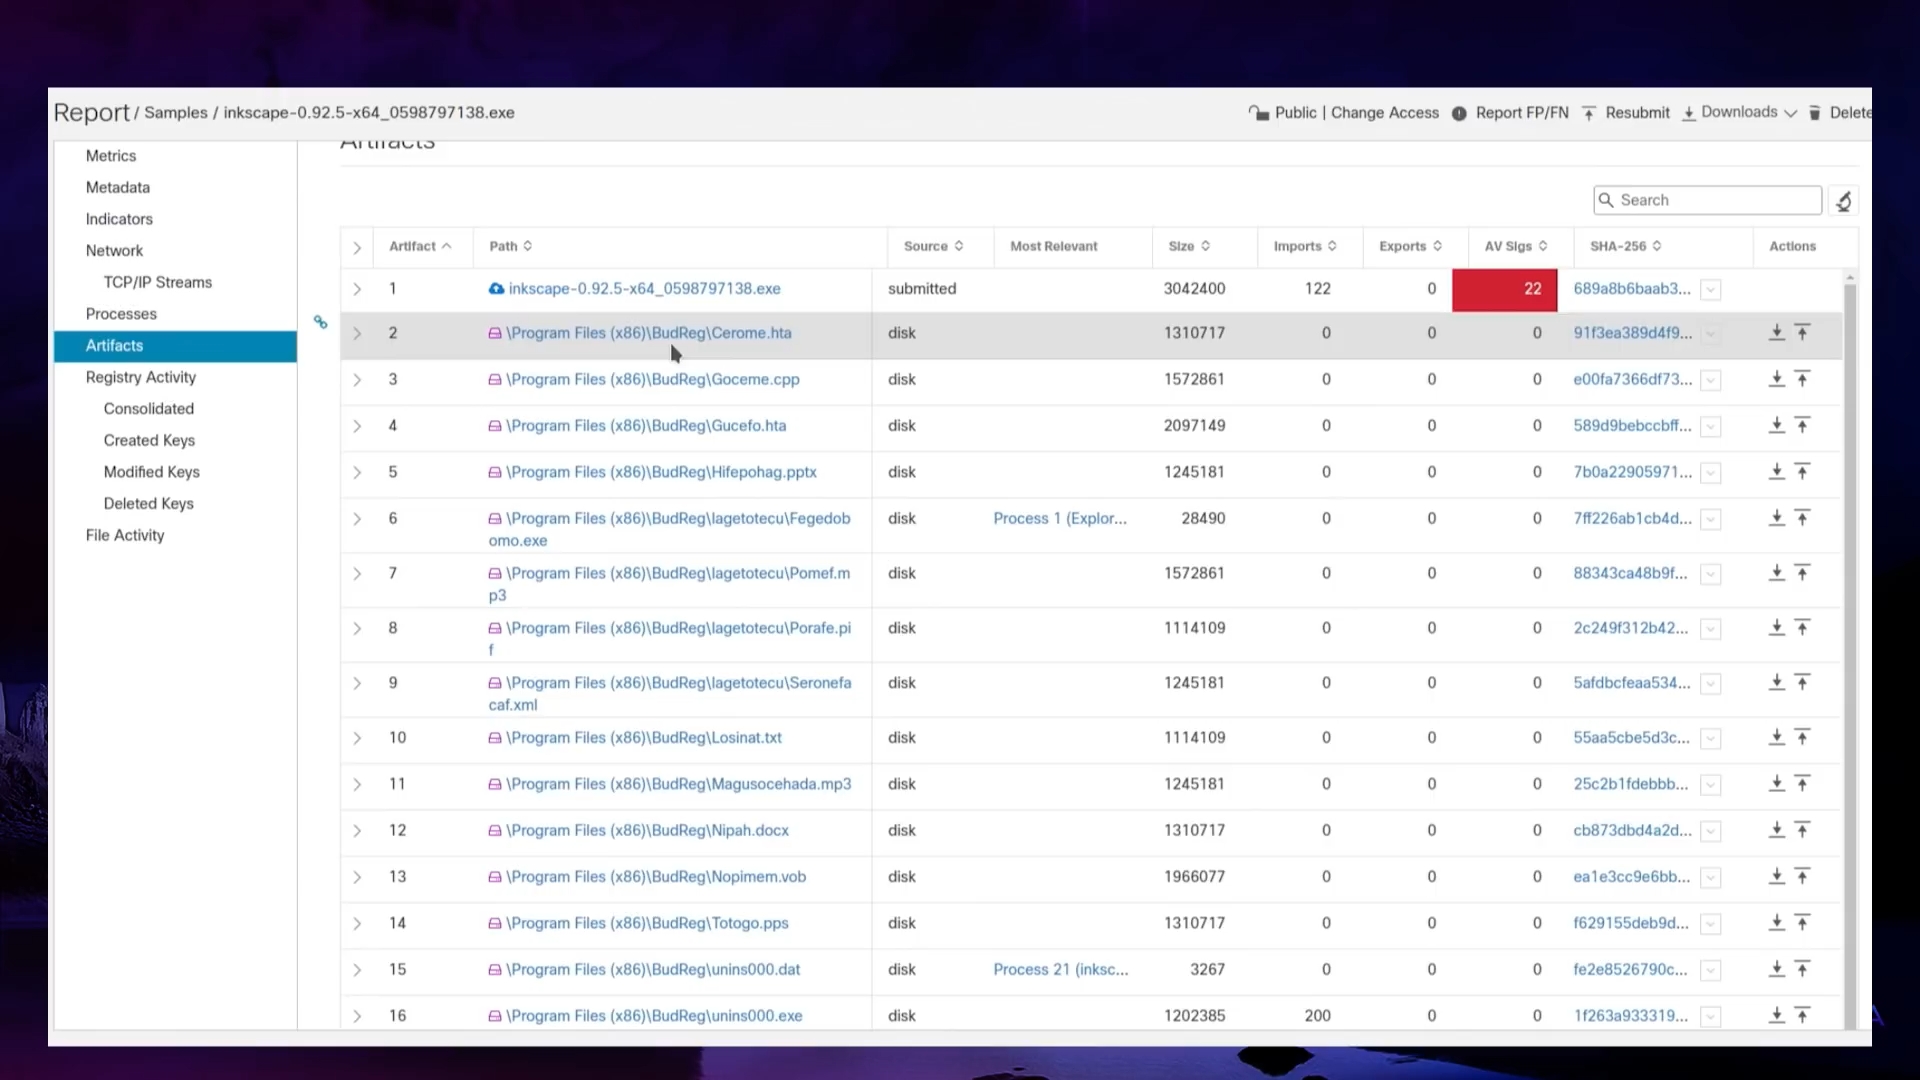 Report / Samples / inkscape-0.92.5-x64_0598797138.exe
Public | Change Access Report FP/FN Resubmit Downloads Delete
Metrics
Metadata
Indicators
Network
TCP/IP Streams
Processes
Artifacts
Registry Activity
Consolidated
Created Keys
Modified Keys
Deleted Keys
File Activity
Artifacts
Search
Artifact Path Source Most Relevant Size Imports Exports AV Sigs SHA-256 Actions
1 inkscape-0.92.5-x64_0598797138.exe submitted 3042400 122 0 22 689a8b6baab3...
2 \Program Files (x86)\BudReg\Cerome.hta disk 1310717 0 0 0 91f3ea389d4f9...
3 \Program Files (x86)\BudReg\Goceme.cpp disk 1572861 0 0 0 e00fa7366df73...
4 \Program Files (x86)\BudReg\Gucefo.hta disk 2097149 0 0 0 589d9bebccbff...
5 \Program Files (x86)\BudReg\Hifepohag.pptx disk 1245181 0 0 0 7b0a22905971...
6 \Program Files (x86)\BudReg\lagetotecu\Fegedob disk Process 1 (Explor... 28490 0 0 0 7ff226ab1cb4d...
omo.exe
7 \Program Files (x86)\BudReg\lagetotecu\Pomef.m disk 1572861 0 0 0 88343ca48b9f...
p3
8 \Program Files (x86)\BudReg\lagetotecu\Porafe.pi disk 1114109 0 0 0 2c249f312b42...
f
9 \Program Files (x86)\BudReg\lagetotecu\Seronefa disk 1245181 0 0 0 5afdbcfeaa534...
caf.xml
10 \Program Files (x86)\BudReg\Losinat.txt disk 1114109 0 0 0 55aa5cbe5d3c...
11 \Program Files (x86)\BudReg\Magusocehada.mp3 disk 1245181 0 0 0 25c2b1fdebbb...
12 \Program Files (x86)\BudReg\Nipah.docx disk 1310717 0 0 0 cb873dbd4a2d...
13 \Program Files (x86)\BudReg\Nopimem.vob disk 1966077 0 0 0 ea1e3cc9e6bb...
14 \Program Files (x86)\BudReg\Totogo.pps disk 1310717 0 0 0 f629155deb9d...
15 \Program Files (x86)\BudReg\unins000.dat disk Process 21 (inksc... 3267 0 0 0 fe2e8526790c...
16 \Program Files (x86)\BudReg\unins000.exe disk 1202385 200 0 0 1f263a933319...